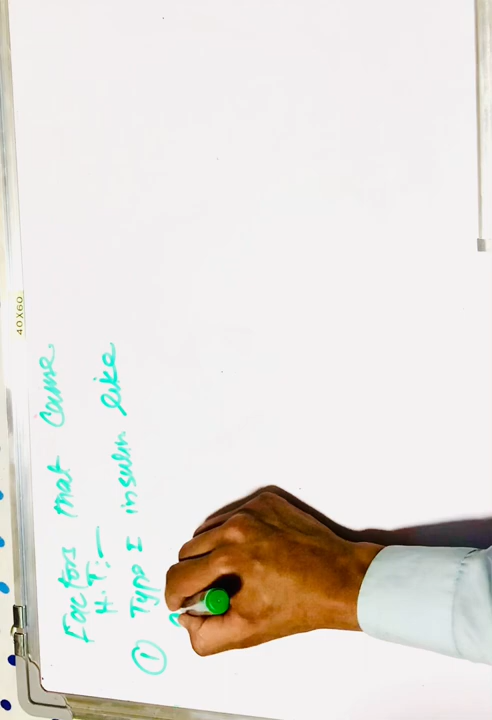 Factors that cause
H.T:-
① Type I insulin like
40X60